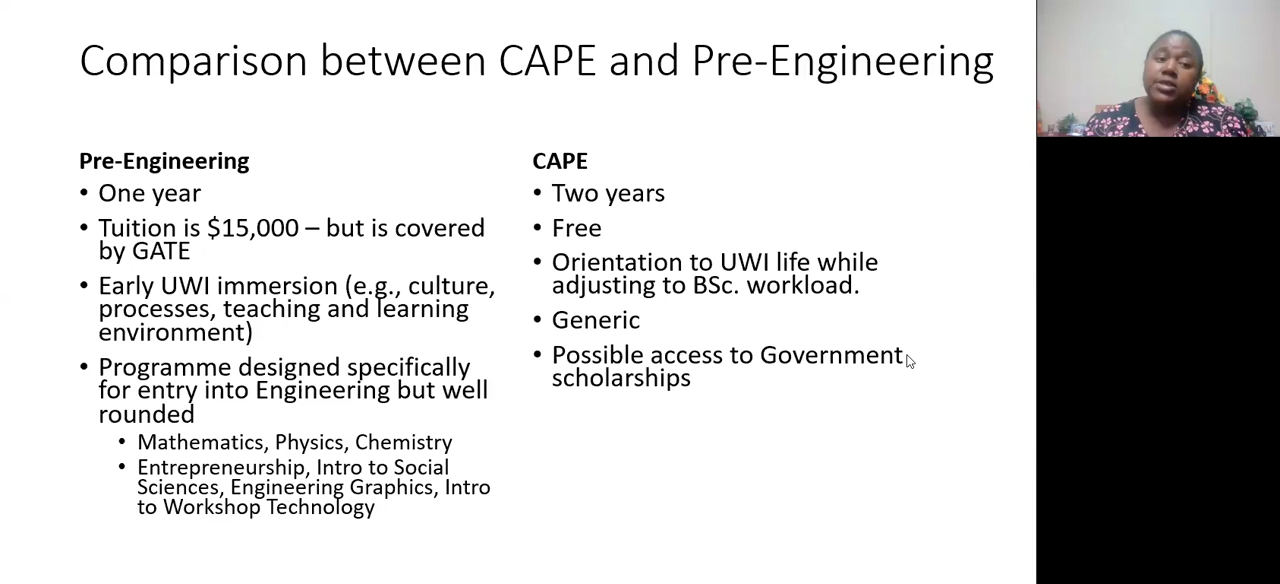 Comparison between CAPE and Pre-Engineering
Pre-Engineering
• One year
• Tuition is $15,000 – but is covered
by GATE
• Early UWI immersion (e.g., culture,
processes, teaching and learning
environment)
• Programme designed specifically
for entry into Engineering but well
rounded
• Mathematics, Physics, Chemistry
• Entrepreneurship, Intro to Social
Sciences, Engineering Graphics, Intro
to Workshop Technology
CAPE
• Two years
• Free
• Orientation to UWI life while
adjusting to BSc. workload.
• Generic
• Possible access to Government
scholarships